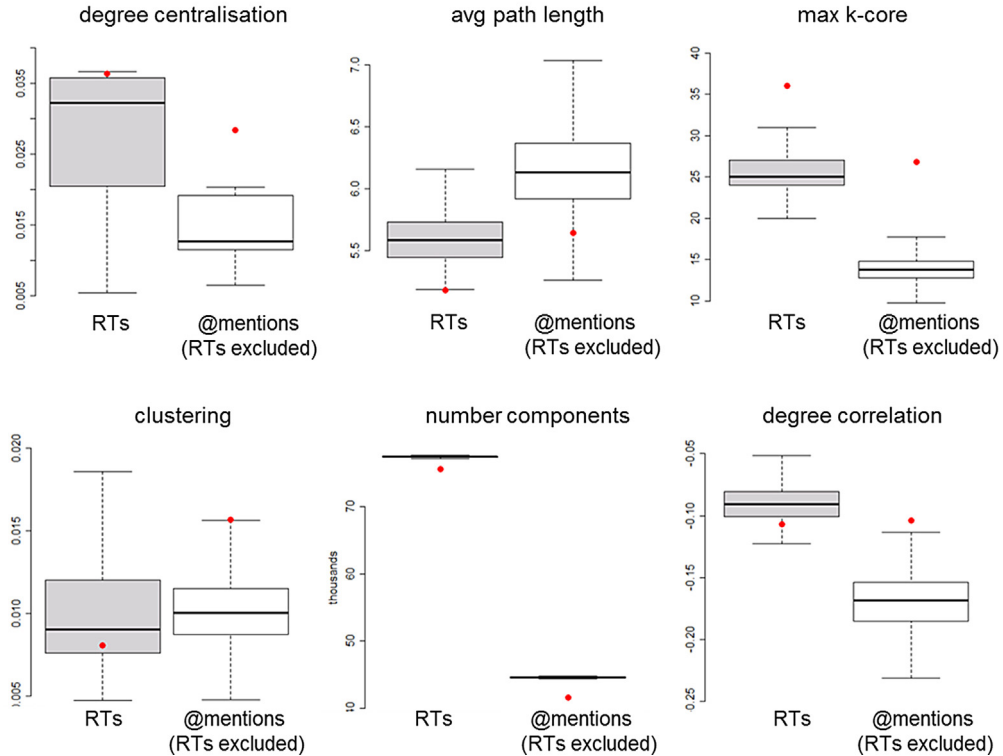 degree centralisation
avg path length
max k-core
0.035
0.025
0.015
0.005
7.0
6.5
6.0
5.5
40
35
30
25
20
15
10
RTs
@mentions
(RTs excluded)
RTs
@mentions
(RTs excluded)
RTs
@mentions
(RTs excluded)
clustering
number components
degree correlation
0.020
0.015
0.010
0.005
thousands
70
60
50
40
-0.05
-0.10
-0.15
-0.20
-0.25
RTs
@mentions
(RTs excluded)
RTs
@mentions
(RTs excluded)
RTs
@mentions
(RTs excluded)